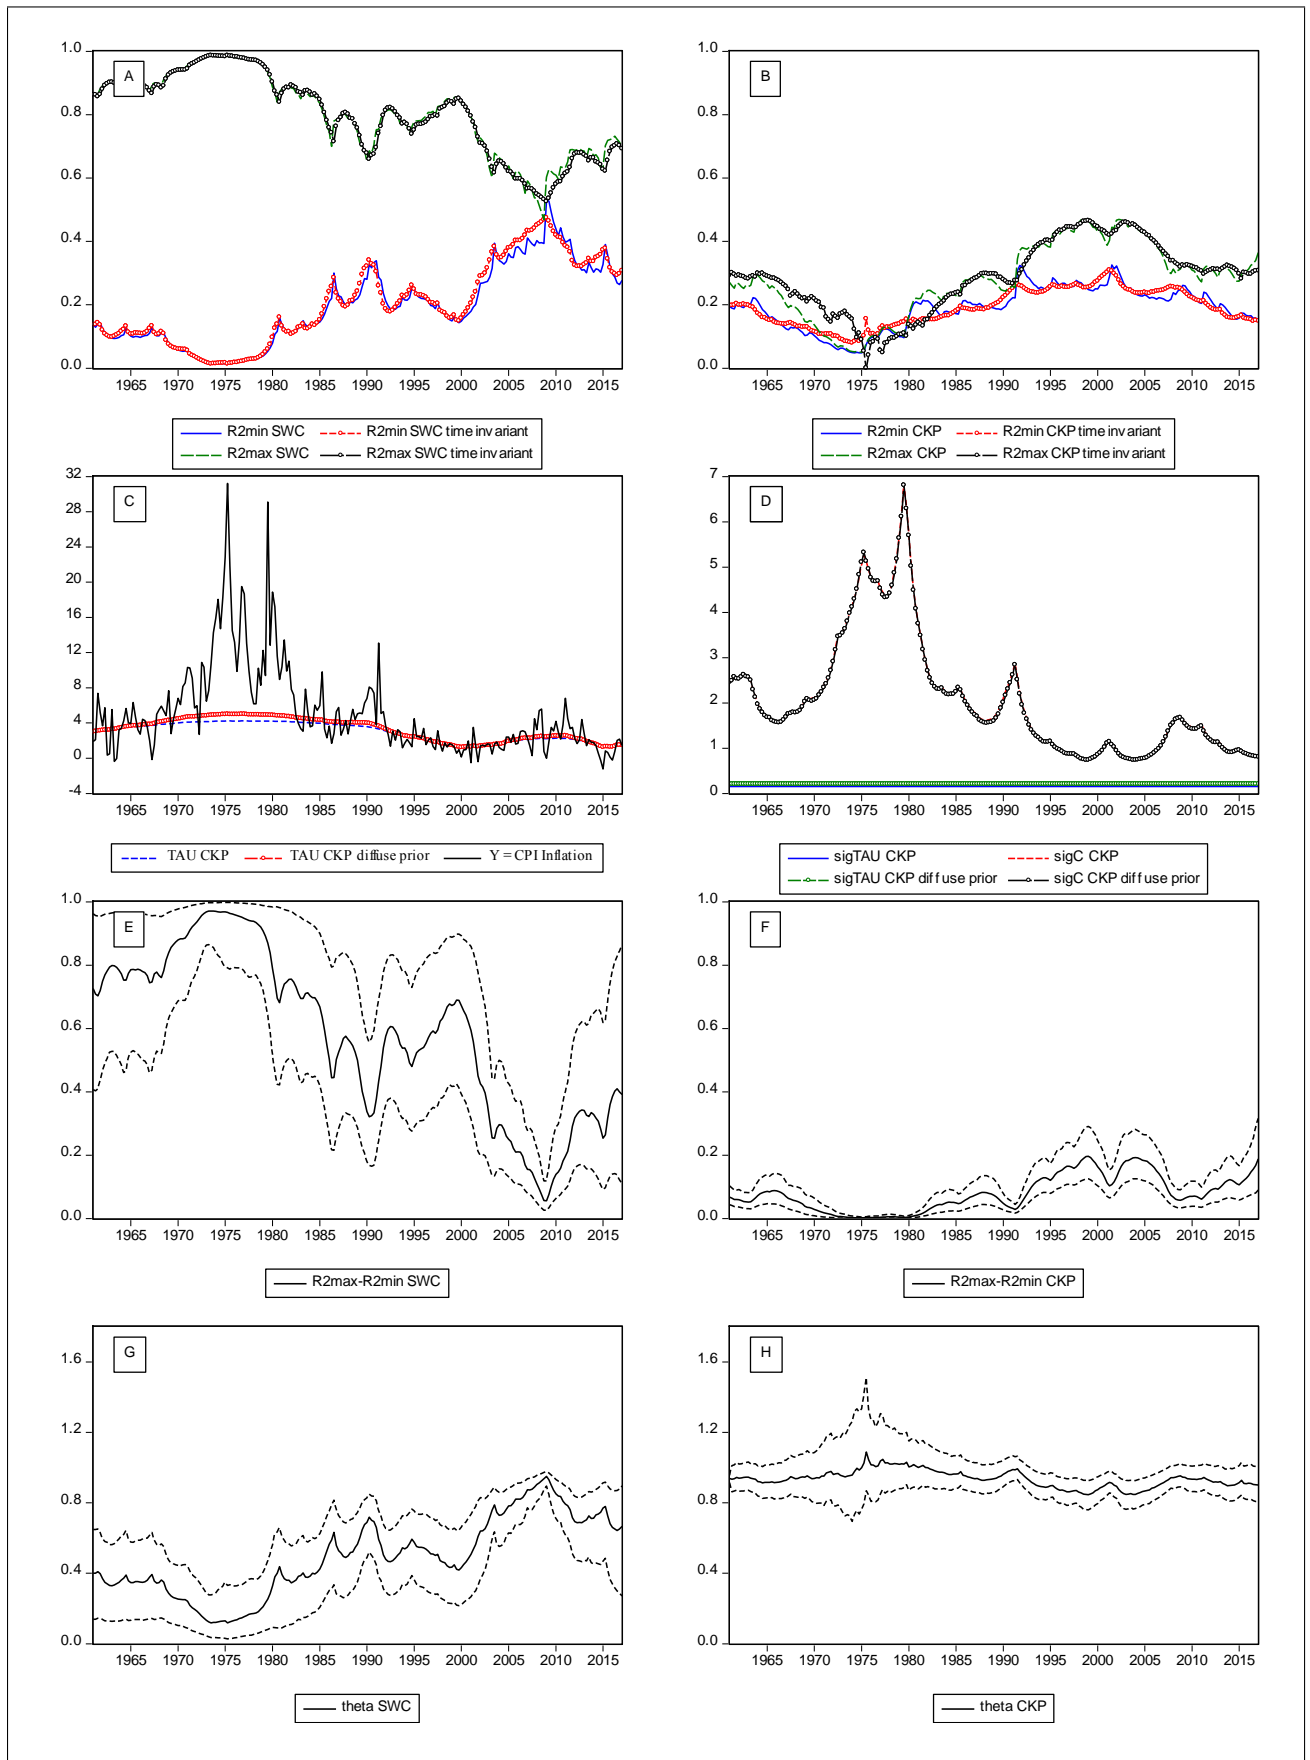 A
1.0
0.8
0.6
0.4
0.2
0.0
1965 1970 1975 1980 1985 1990 1995 2000 2005 2010 2015
R2min SWC R2min SWC time invariant
R2max SWC R2max SWC time invariant
B
1.0
0.8
0.6
0.4
0.2
0.0
1965 1970 1975 1980 1985 1990 1995 2000 2005 2010 2015
R2min CKP R2min CKP time invariant
R2max CKP R2max CKP time invariant
C
32
28
24
20
16
12
8
4
0
-4
1965 1970 1975 1980 1985 1990 1995 2000 2005 2010 2015
TAU CKP TAU CKP diffuse prior Y = CPI Inflation
D
7
6
5
4
3
2
1
0
1965 1970 1975 1980 1985 1990 1995 2000 2005 2010 2015
sigTAU CKP sigC CKP
sigTAU CKP diffuse prior sigC CKP diffuse prior
E
1.0
0.8
0.6
0.4
0.2
0.0
1965 1970 1975 1980 1985 1990 1995 2000 2005 2010 2015
R2max-R2min SWC
F
1.0
0.8
0.6
0.4
0.2
0.0
1965 1970 1975 1980 1985 1990 1995 2000 2005 2010 2015
R2max-R2min CKP
G
1.6
1.2
0.8
0.4
0.0
1965 1970 1975 1980 1985 1990 1995 2000 2005 2010 2015
theta SWC
H
1.6
1.2
0.8
0.4
0.0
1965 1970 1975 1980 1985 1990 1995 2000 2005 2010 2015
theta CKP